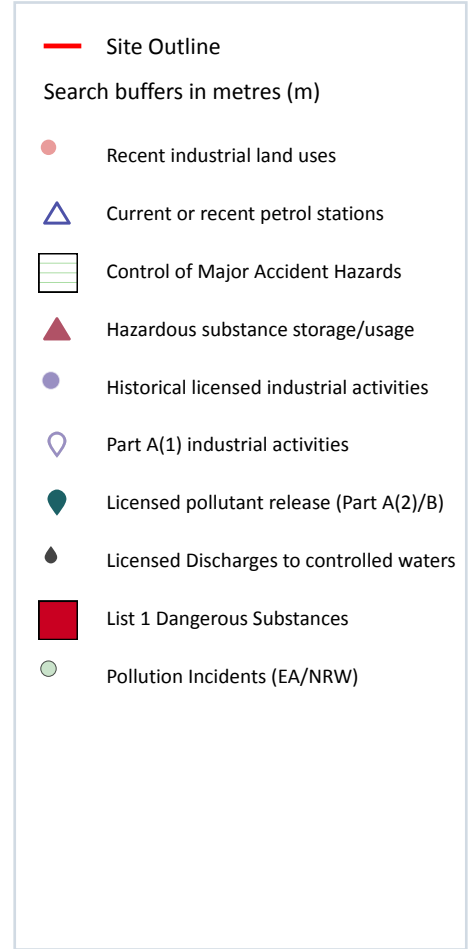 Site Outline
Search buffers in metres (m)
Recent industrial land uses
Current or recent petrol stations
Control of Major Accident Hazards
Hazardous substance storage/usage
Historical licensed industrial activities
Part A(1) industrial activities
Licensed pollutant release (Part A(2)/B)
Licensed Discharges to controlled waters
List 1 Dangerous Substances
Pollution Incidents (EA/NRW)